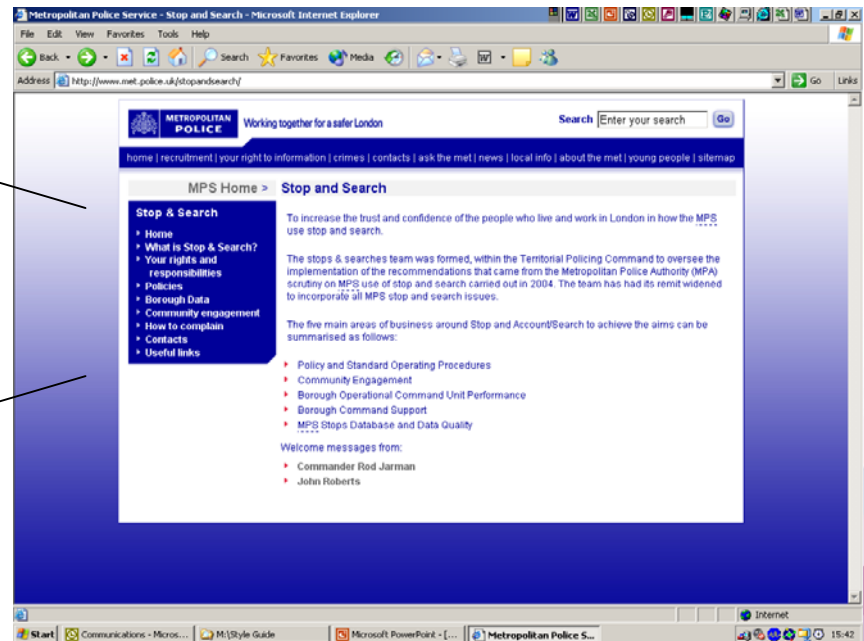 Metropolitan Police Service - Stop and Search - Microsoft Internet Explorer
File Edit View Favorites Tools Help
Back Search Favorites Media
Address http://www.met.police.uk/stopandsearch/ Go Links
METROPOLITAN POLICE Working together for a safer London Search Enter your search Go
home | recruitment | your right to information | crimes | contacts | ask the met | news | local info | about the met | young people | sitemap
MPS Home > Stop and Search
Stop & Search
Home
What is Stop & Search?
Your rights and
responsibilities
Policies
Borough Data
Community engagement
How to complain
Contacts
Useful links
To increase the trust and confidence of the people who live and work in London in how the MPS
use stop and search.
The stops & searches team was formed, within the Territorial Policing Command to oversee the
implementation of the recommendations that came from the Metropolitan Police Authority (MPA)
scrutiny on MPS use of stop and search carried out in 2004. The team has had its remit widened
to incorporate all MPS stop and search issues.
The five main areas of business around Stop and Account/Search to achieve the aims can be
summarised as follows:
Policy and Standard Operating Procedures
Community Engagement
Borough Operational Command Unit Performance
Borough Command Support
MPS Stops Database and Data Quality
Welcome messages from:
Commander Rod Jarman
John Roberts
Internet
Start Communications - Micros... M:\Style Guide Microsoft PowerPoint - [... Metropolitan Police S... 15:42